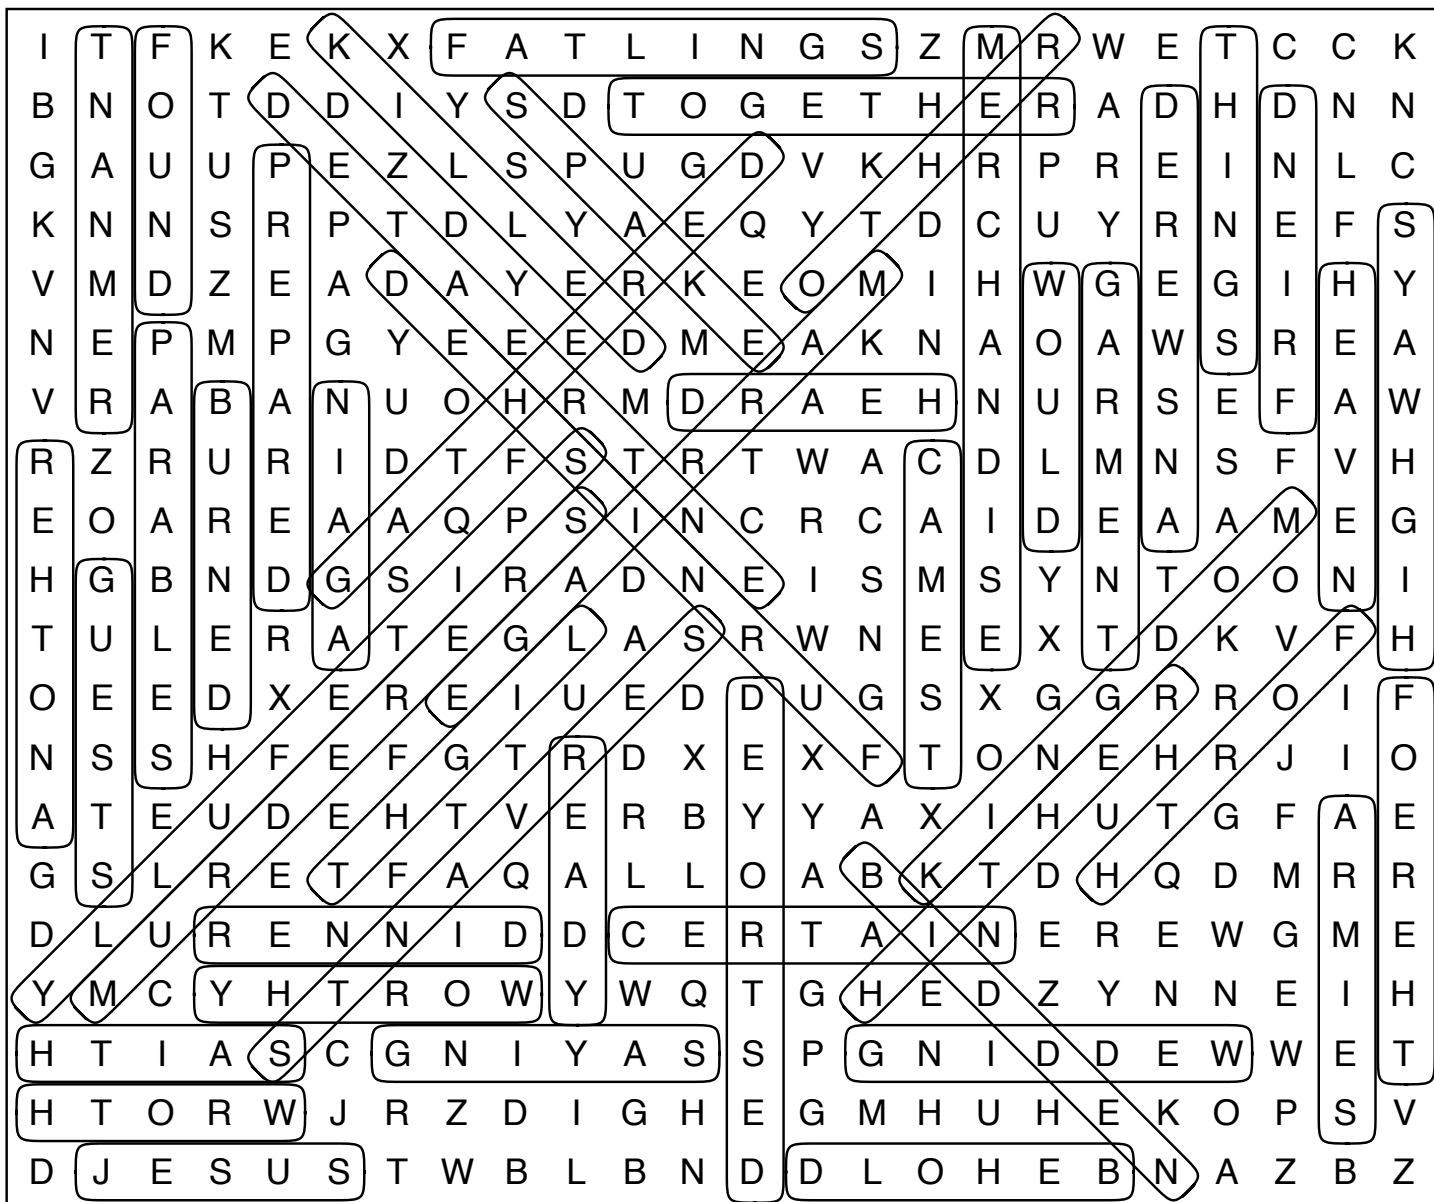 I T F K E K X F A T L I N G S Z M R W E T C C K
B N O T D D I Y S D T O G E T H E R A D H D N N
G A U U P E Z L S P U G D V K H R P R E I N L C
K N N S R P T D L Y A E Q Y T D C U Y R N E F S
V M D Z E A D A Y E R K E O M I H W G E G I H Y
N E P M P G Y E E E D M E A K N A O A W S R E A
V R A B A N U O H R M D R A E H N U R S E F A W
R Z R U R I D T F S T R T W A C D L M N S F V H
E O A R E A A Q P S I N C R C A I D E A A M E G
H G B N D G S I R A D N E I S M S Y N T O O N I
T U L E R A T E G L A S R W N E E X T D K V F H
O E E D X E R E I U E D D U G S X G G R R O I F
N S S H F E F G T R D X E X F T O N E H R J I O
A T E U D E H T V E R B Y Y A X I H U T G F A E
G S L R E T F A Q A L L O A B K T D H Q D M R R
D L U R E N N I D D C E R T A I N E R E W G M E
Y M C Y H T R O W Y W Q T G H E D Z Y N N E I H
H T I A S C G N I Y A S S P G N I D D E W W E T
H T O R W J R Z D I G H E G M H U H E K O P S V
D J E S U S T W B L B N D D L O H E B N A Z B Z